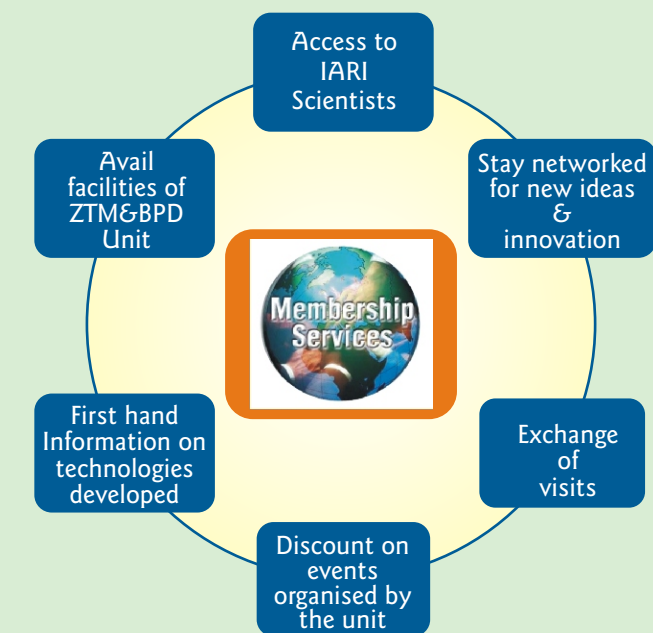 Access to
IARI
Scientists
Stay networked
for new ideas
&
innovation
Exchange
of
visits
Discount on
events
organised by
the unit
First hand
Information on
technologies
developed
Avail
facilities of
ZTM&BPD
Unit
Membership
Services